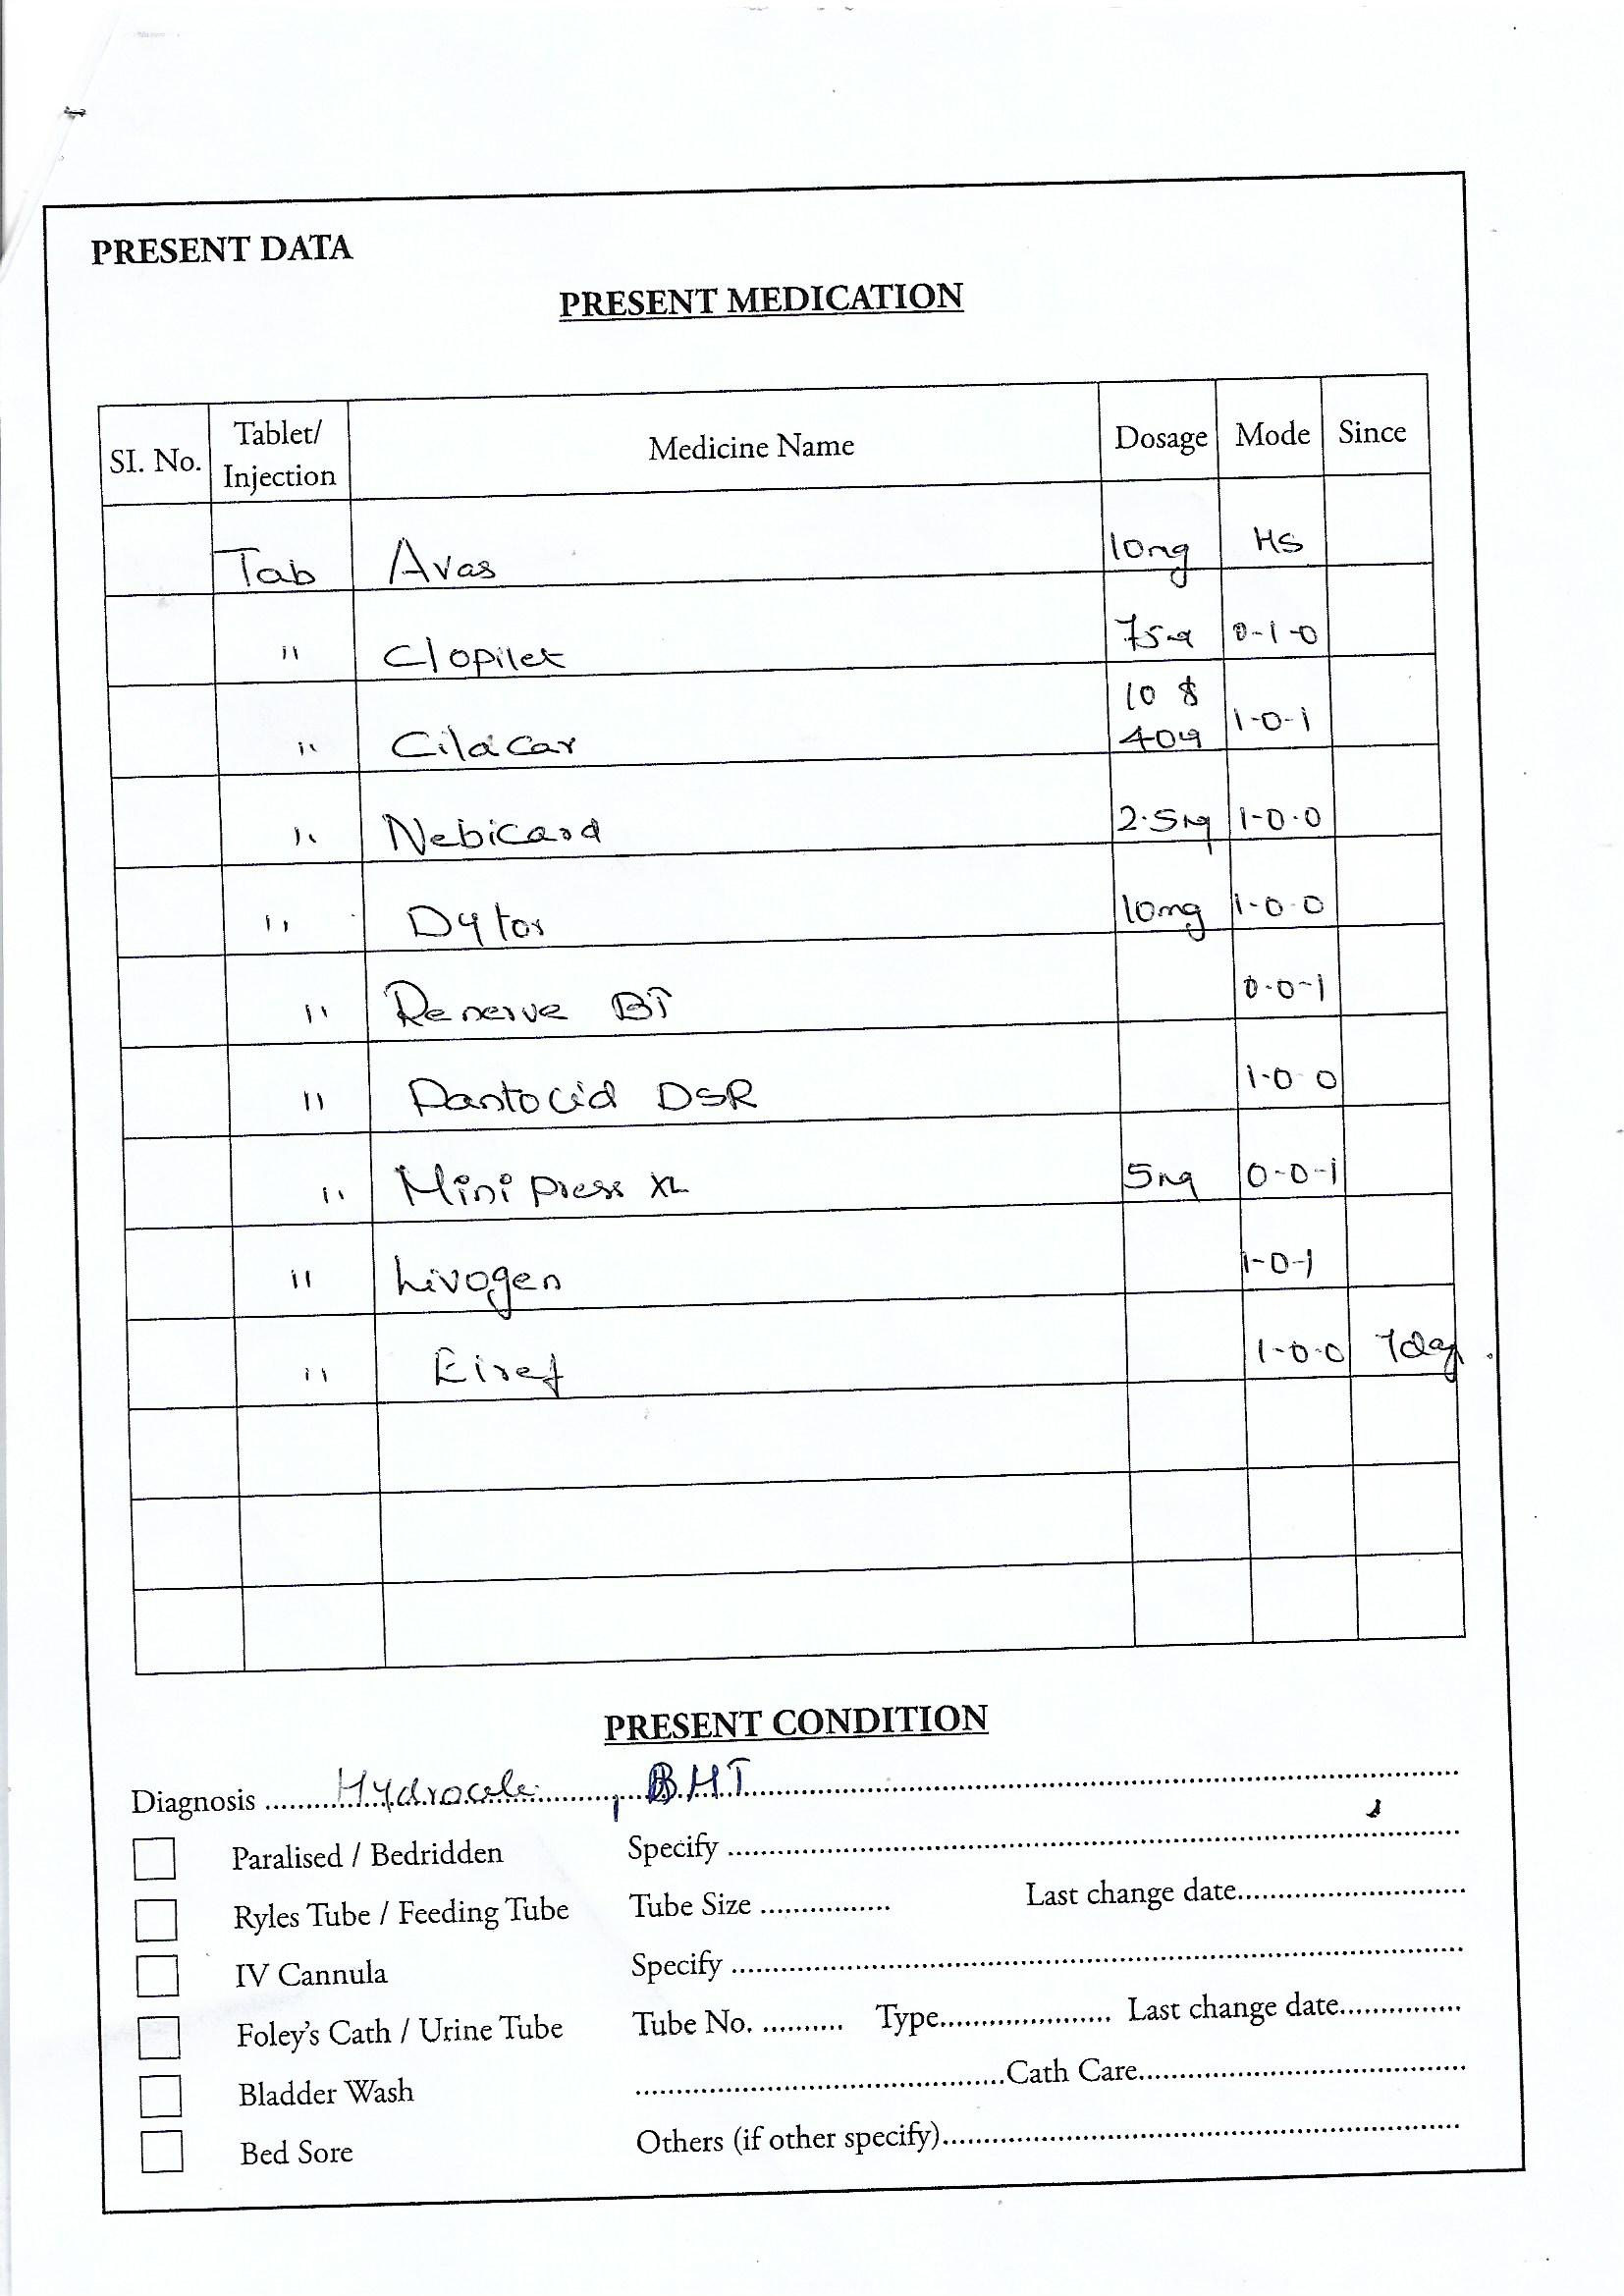 PRESENT DATA
PRESENT MEDICATION
SI. No. Tablet/ Injection Medicine Name Dosage Mode Since
Tab Avas 10mg HS
" Clopilet 75mg 0-1-0
" Cilacar 10 & 40mg 1-0-1
" Nebicard 2.5mg 1-0-0
" Dytor 10mg 1-0-0
" Renerve BT 0-0-1
" Pantocid DSR 1-0-0
" Minipress XL 5mg 0-0-1
" Livogen 1-0-1
" 1-0-0
PRESENT CONDITION
Diagnosis Hydrocele,
Paralised / Bedridden Specify
Ryles Tube / Feeding Tube Tube Size Last change date
IV Cannula Specify
Foley's Cath / Urine Tube Tube No. Type Last change date
Bladder Wash Cath Care
Bed Sore Others (if other specify)